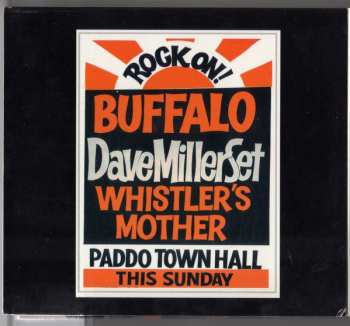 ROCK ON!
BUFFALO
Dave Miller Set
WHISTLER'S
MOTHER
PADDO TOWN HALL
THIS SUNDAY